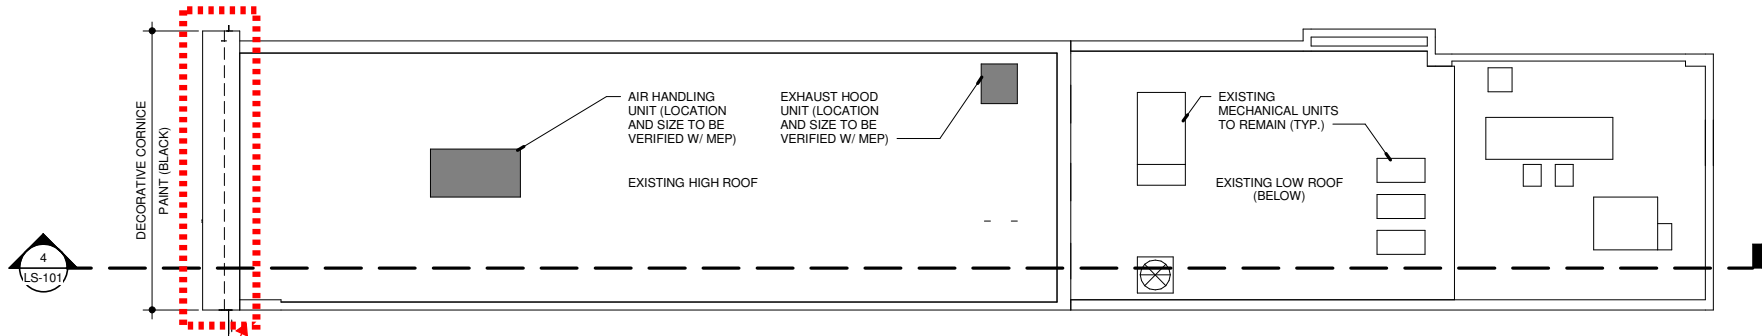 DECORATIVE CORNICE
PAINT (BLACK)
4
LS-101
AIR HANDLING
UNIT (LOCATION
AND SIZE TO BE
VERIFIED W/ MEP)
EXHAUST HOOD
UNIT (LOCATION
AND SIZE TO BE
VERIFIED W/ MEP)
EXISTING HIGH ROOF
EXISTING
MECHANICAL UNITS
TO REMAIN (TYP.)
EXISTING LOW ROOF
(BELOW)